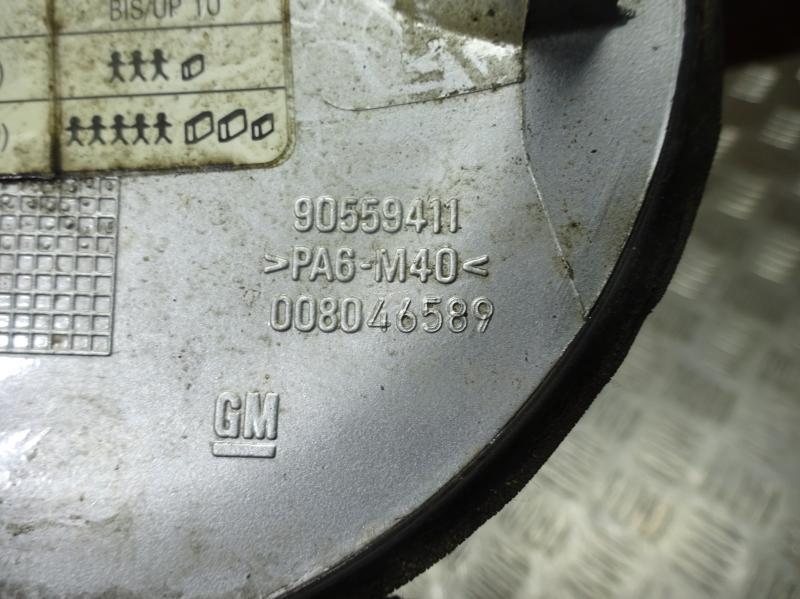 BIS/UP TO
)
)
90559411
>PA6-M40<
008046589
GM